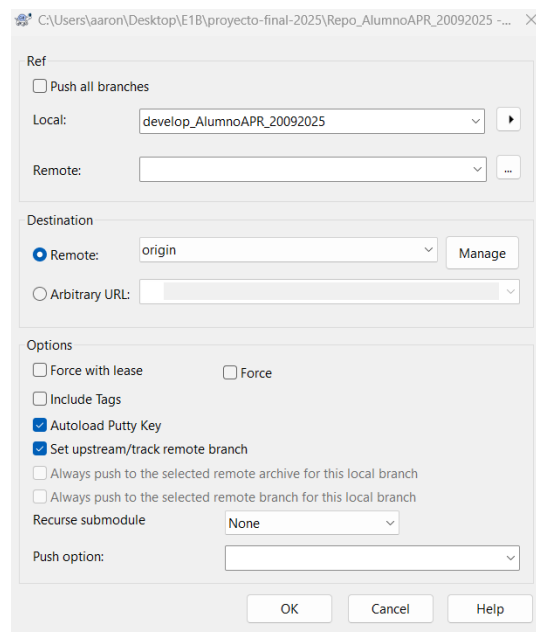 C:\Users\aaron\Desktop\E1B\proyecto-final-2025\Repo_AlumnoAPR_20092025 -...
Ref
Push all branches
Local: develop_AlumnoAPR_20092025
Remote: ...
Destination
Remote: origin Manage
Arbitrary URL:
Options
Force with lease Force
Include Tags
Autoload Putty Key
Set upstream/track remote branch
Always push to the selected remote archive for this local branch
Always push to the selected remote branch for this local branch
Recurse submodule None
Push option:
OK Cancel Help